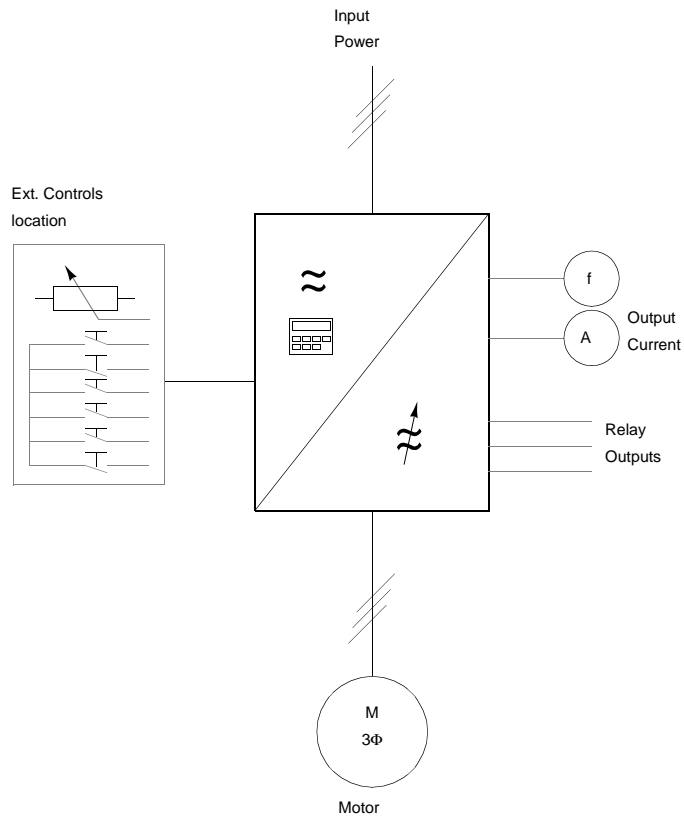 Input
Power
Ext. Controls
location
f
A
Output
Current
Relay
Outputs
M
3Φ
Motor